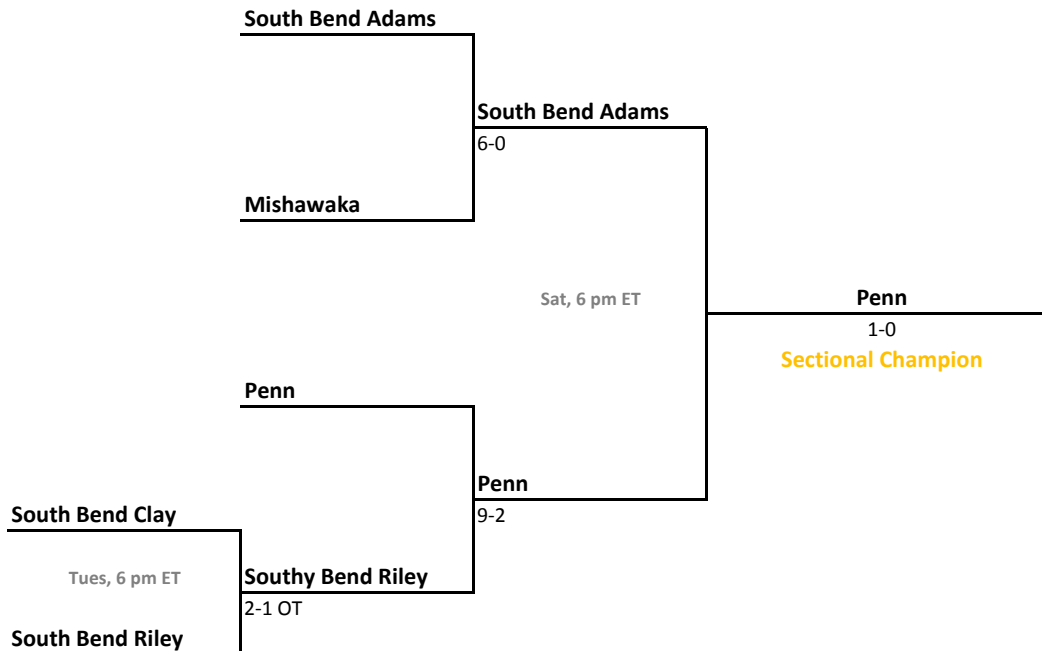 South Bend Adams
South Bend Adams
6-0
Mishawaka
Sat, 6 pm ET
Penn
1-0
Sectional Champion
Penn
Penn
9-2
South Bend Clay
Tues, 6 pm ET
Southy Bend Riley
2-1 OT
South Bend Riley